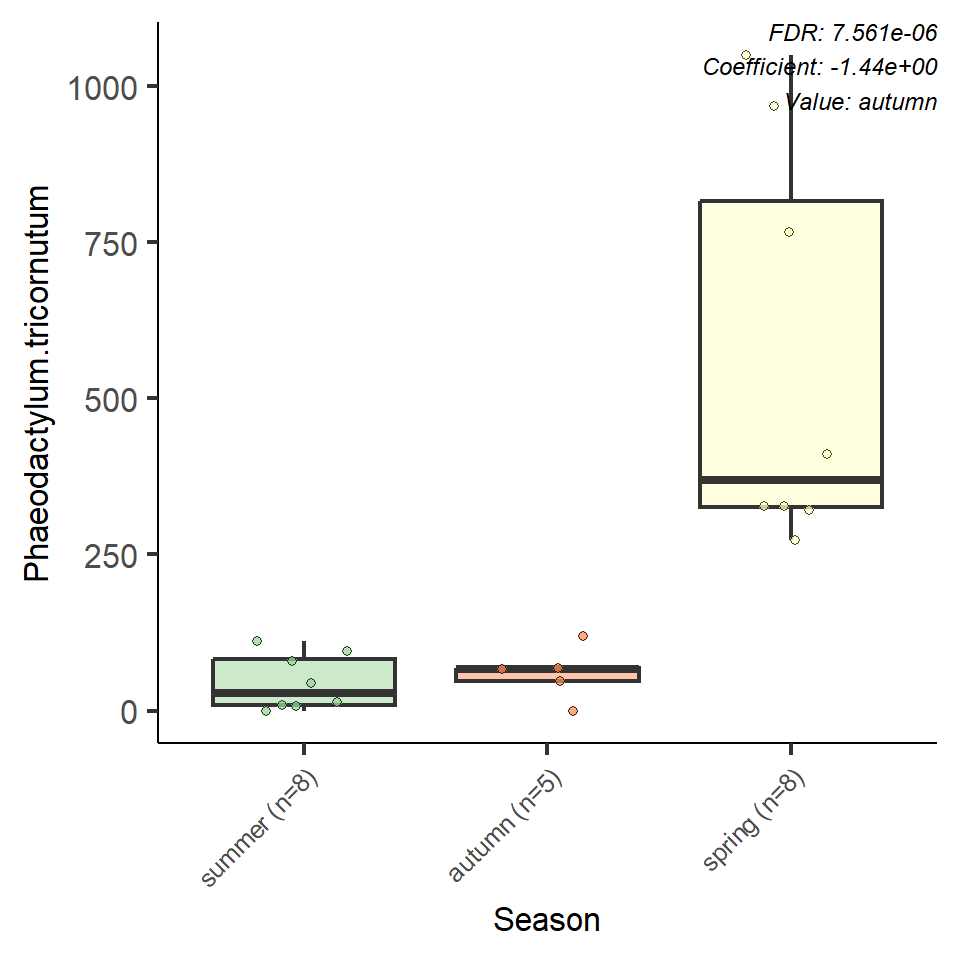 FDR: 7.561e-06
Coefficient: -1.44e+00
Value: autumn
Phaeodactylum.tricornutum
1000
750
500
250
0
summer (n=8)
autumn (n=5)
spring (n=8)
Season